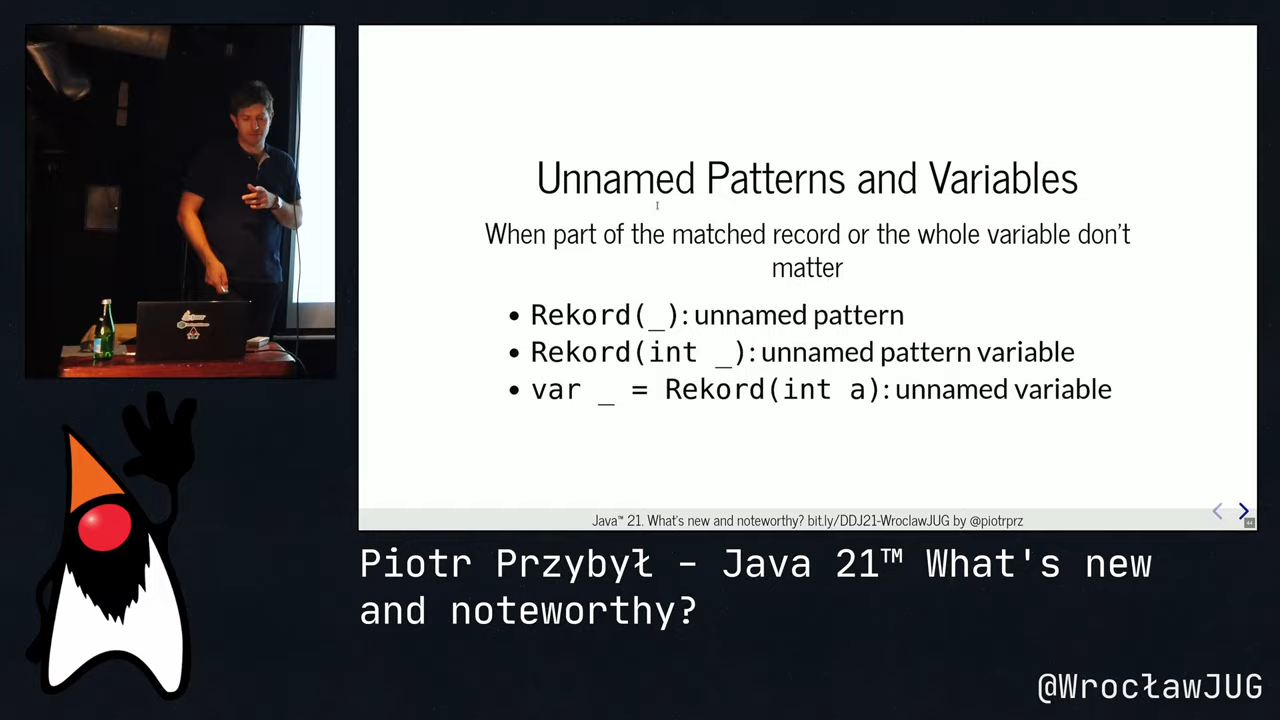 Unnamed Patterns and Variables
When part of the matched record or the whole variable don't
matter
• Rekord(_): unnamed pattern
• Rekord(int _): unnamed pattern variable
• var _ = Rekord(int a): unnamed variable
Java™ 21. What's new and noteworthy? bit.ly/DDJ21-WroclawJUG by @piotrprz
44
Piotr Przybył – Java 21™ What's new
and noteworthy?
@WrocławJUG